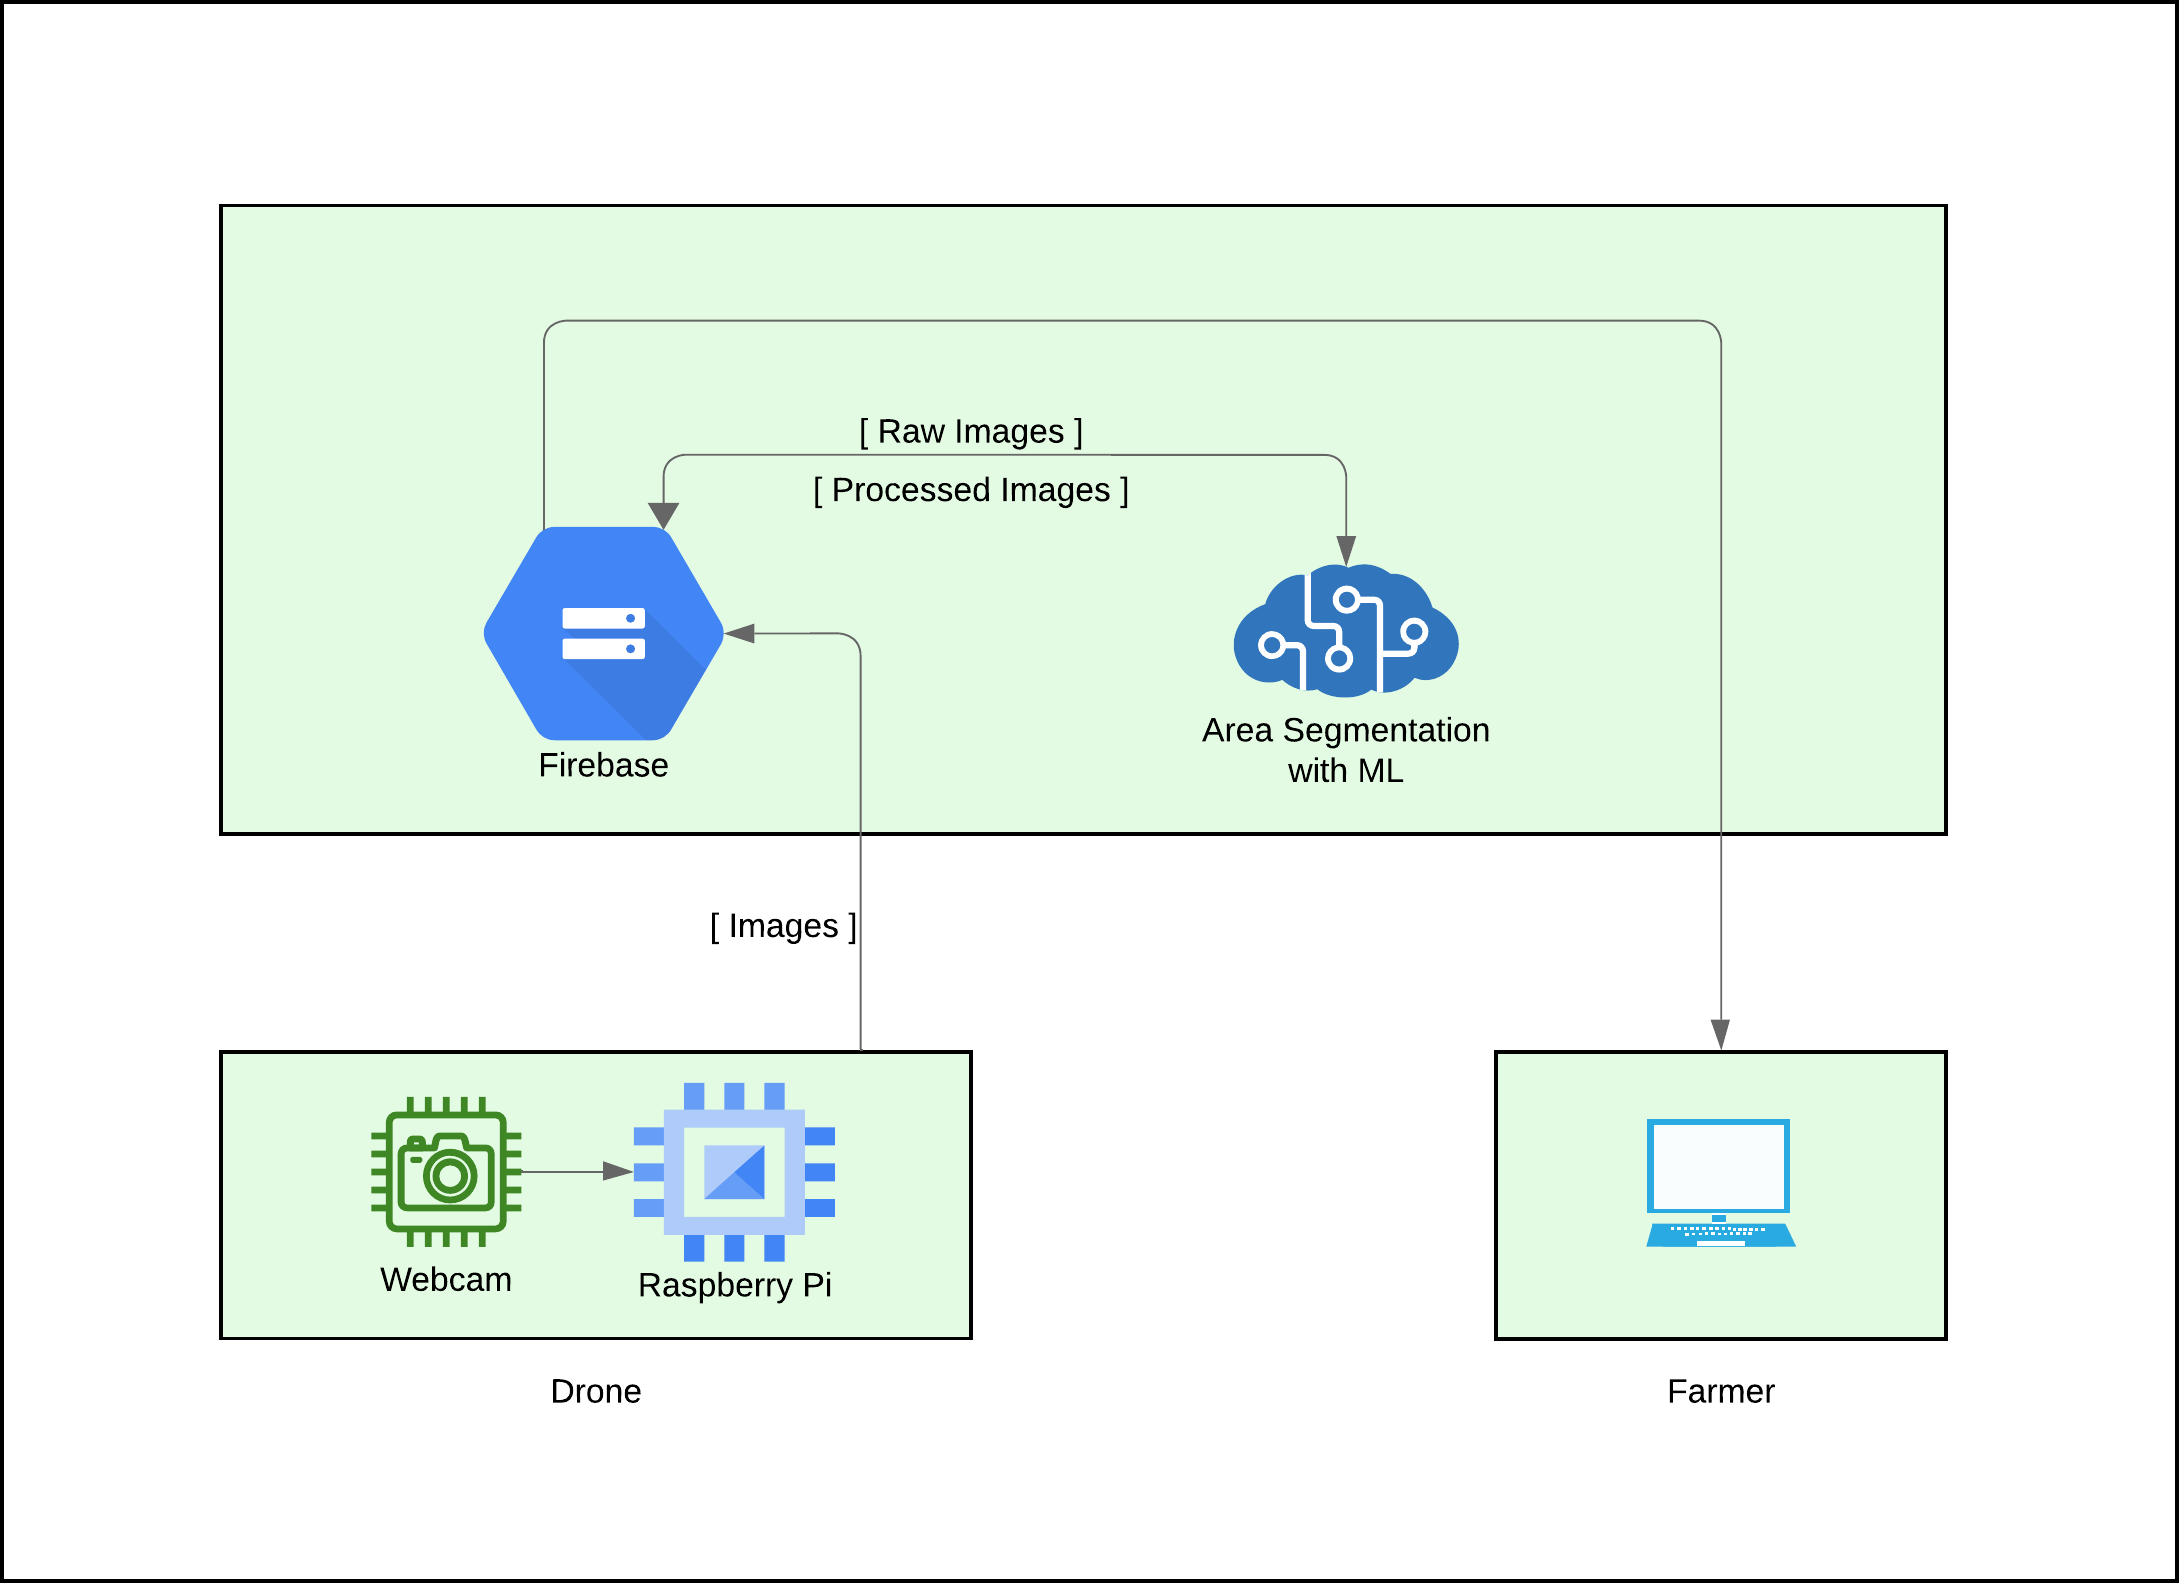 [ Raw Images ]
[ Processed Images ]
Firebase
Area Segmentation
with ML
[ Images ]
Webcam
Raspberry Pi
Drone
Farmer